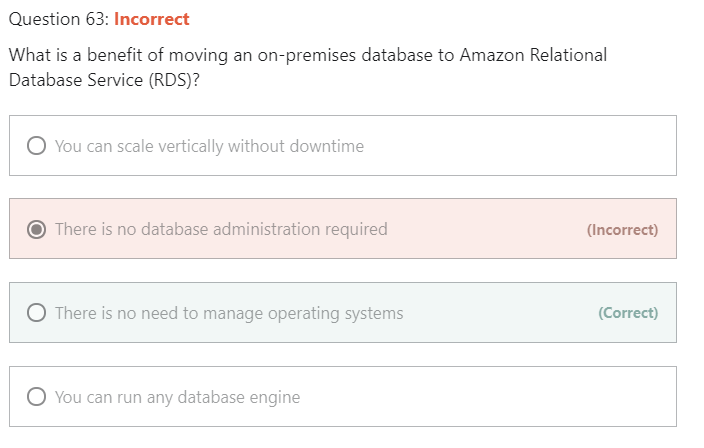 Question 63: Incorrect
What is a benefit of moving an on-premises database to Amazon Relational
Database Service (RDS)?
You can scale vertically without downtime
There is no database administration required (Incorrect)
There is no need to manage operating systems (Correct)
You can run any database engine